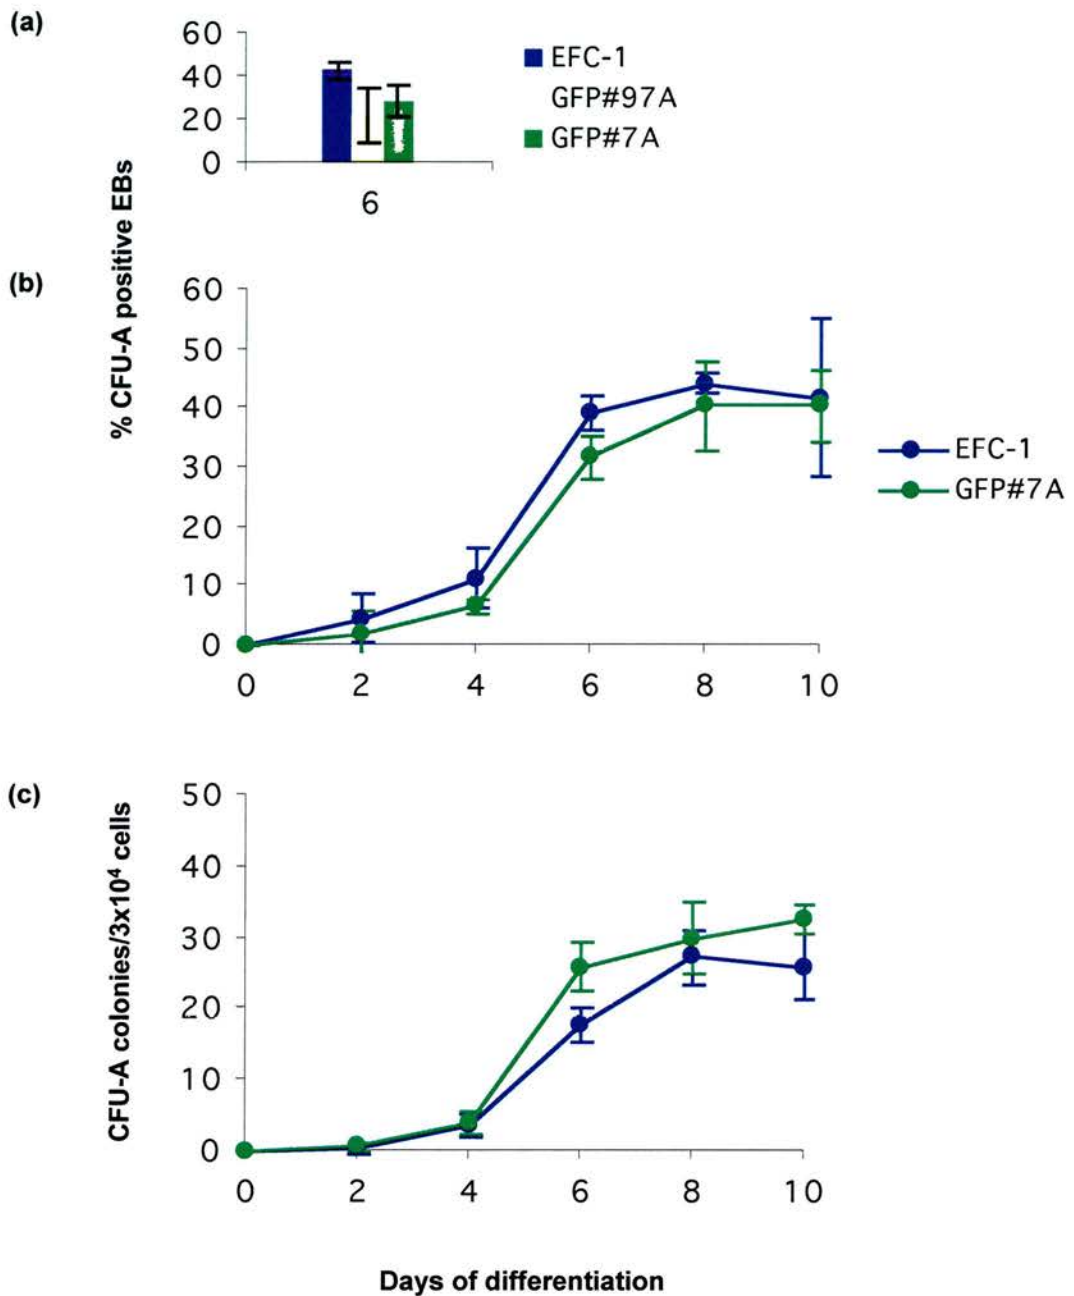 (a)
60
40
20
0
6
EFC-1
GFP#97A
GFP#7A
% CFU-A positive EBs
(b)
60
50
40
30
20
10
0
0 2 4 6 8 10
EFC-1
GFP#7A
(c)
CFU-A colonies/3x10⁴ cells
50
40
30
20
10
0
0 2 4 6 8 10
Days of differentiation